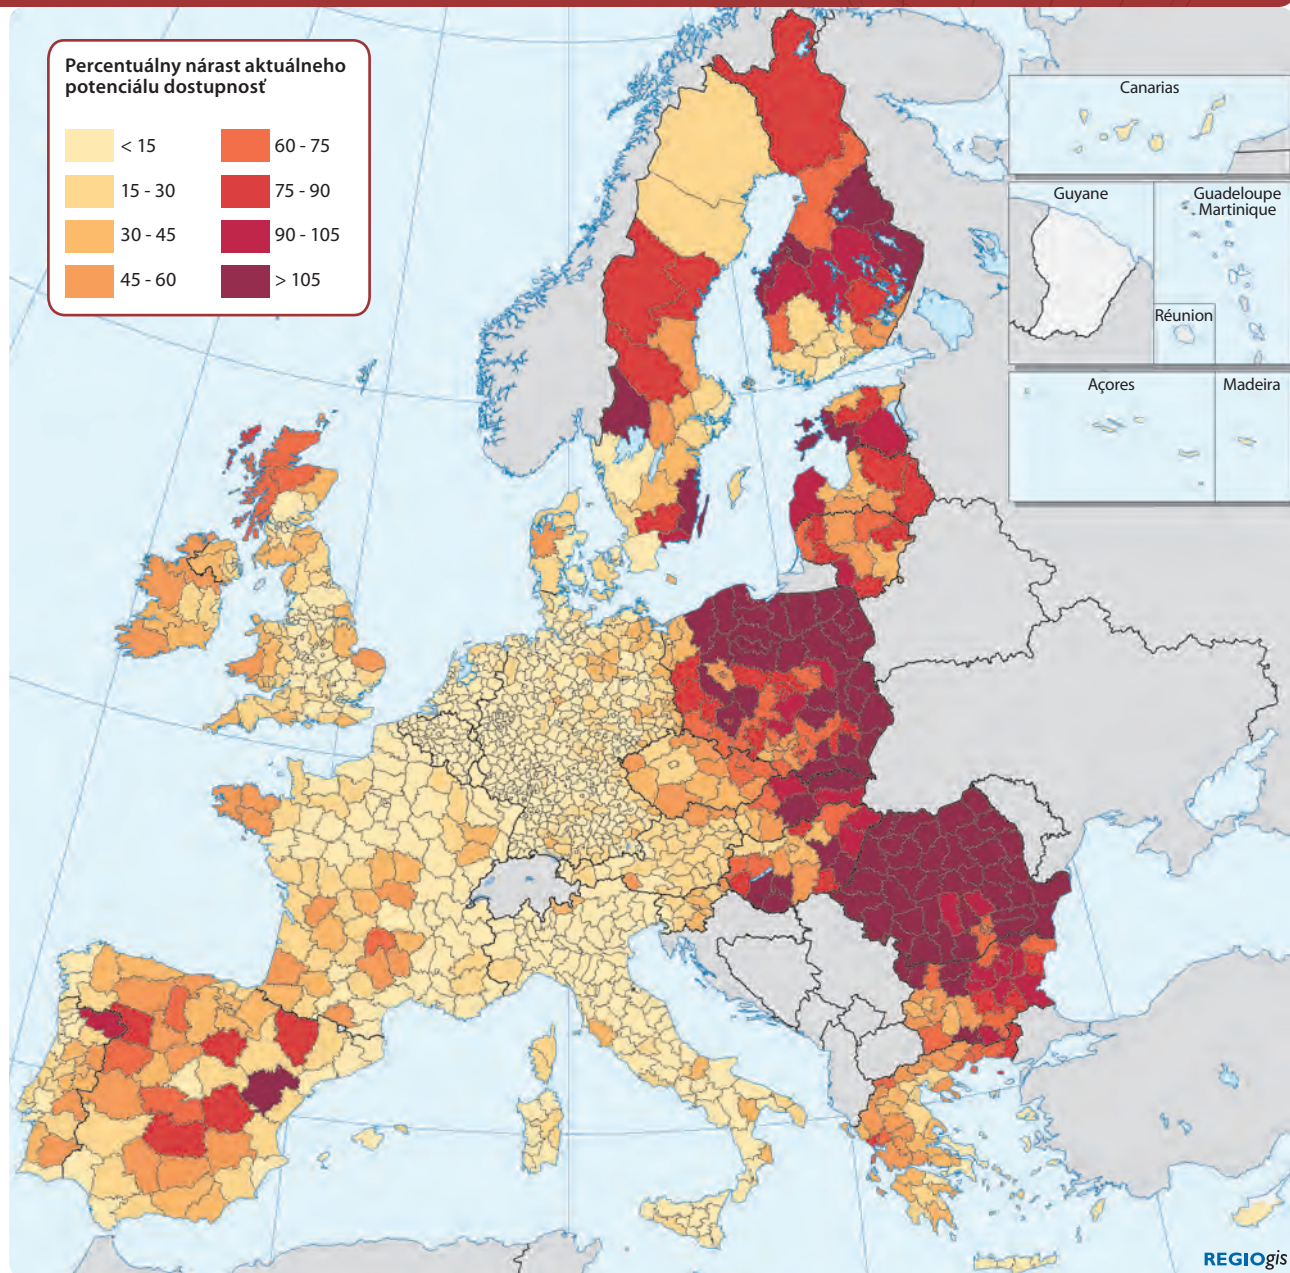 Percentuálny nárast aktuálneho
potenciálu dostupnosť
< 15
15 - 30
30 - 45
45 - 60
60 - 75
75 - 90
90 - 105
> 105
Canarias
Guyane
Guadeloupe
Martinique
Réunion
Açores
Madeira
REGIOgis